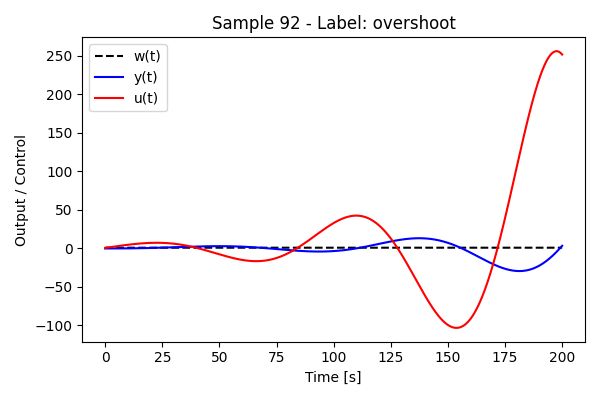 Sample 92 - Label: overshoot
w(t)
y(t)
u(t)
Output / Control
250
200
150
100
50
0
−50
−100
0 25 50 75 100 125 150 175 200
Time [s]